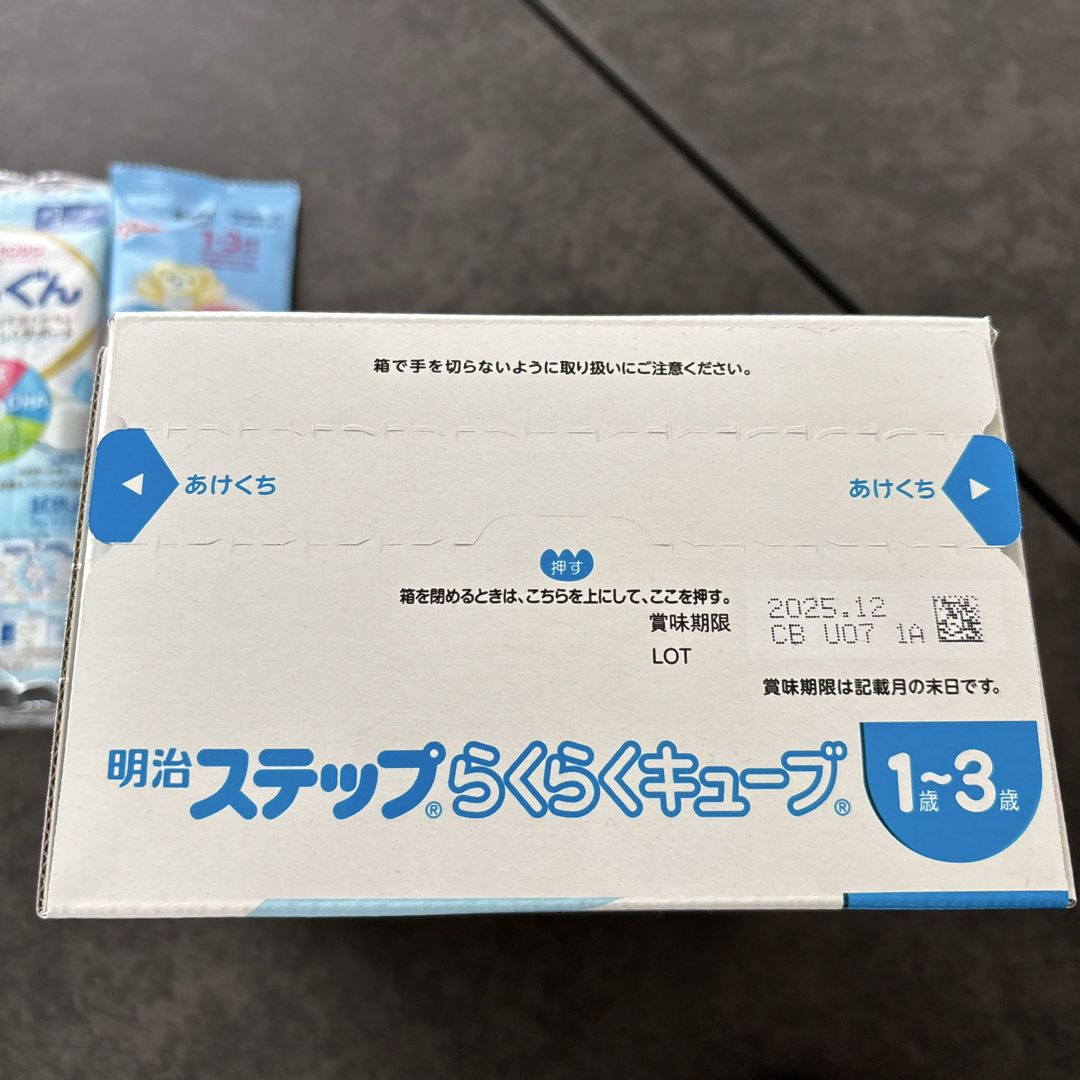 1-3
ぐん
DHA
箱で手を切らないように取り扱いにご注意ください。
あけくち
あけくち
押す
箱を閉めるときは、こちらを上にして、ここを押す。
賞味期限 2025.12
LOT CB U07 1A
賞味期限は記載月の末日です。
明治ステップ®らくらくキューブ® 1歳~3歳